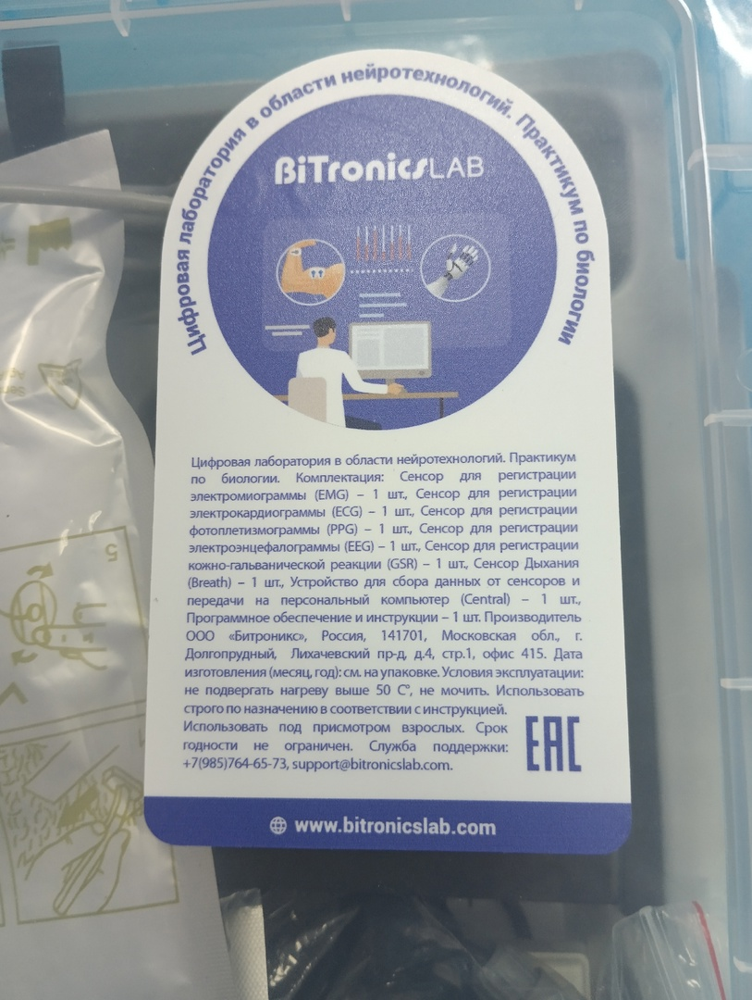 Цифровая лаборатория в области нейротехнологий. Практикум по биологии
BiTronicsLAB
Цифровая лаборатория в области нейротехнологий. Практикум
по биологии. Комплектация: Сенсор для регистрации
электромиограммы (EMG) – 1 шт., Сенсор для регистрации
электрокардиограммы (ECG) – 1 шт., Сенсор для регистрации
фотоплетизмограммы (PPG) – 1 шт., Сенсор для регистрации
электроэнцефалограммы (EEG) – 1 шт., Сенсор для регистрации
кожно-гальванической реакции (GSR) – 1 шт., Сенсор Дыхания
(Breath) – 1 шт., Устройство для сбора данных от сенсоров и
передачи на персональный компьютер (Central) – 1 шт.,
Программное обеспечение и инструкции – 1 шт. Производитель
ООО «Битроникс», Россия, 141701, Московская обл., г.
Долгопрудный, Лихачевский пр-д, д.4, стр.1, офис 415. Дата
изготовления (месяц, год): см. на упаковке. Условия эксплуатации:
не подвергать нагреву выше 50 С°, не мочить. Использовать
строго по назначению в соответствии с инструкцией.
Использовать под присмотром взрослых. Срок
годности не ограничен. Служба поддержки:
+7(985)764-65-73, support@bitronicslab.com.
EAC
www.bitronicslab.com
5